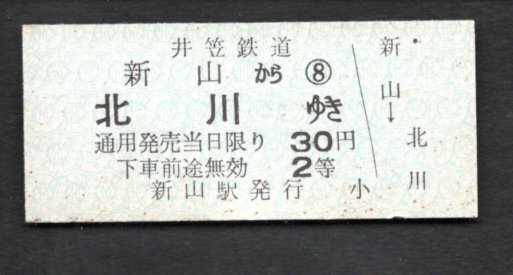 井笠鉄道
新山から ⑧
北川ゆき
通用発売当日限り 30円
下車前途無効 2等
新山駅発行 小
新山→北川